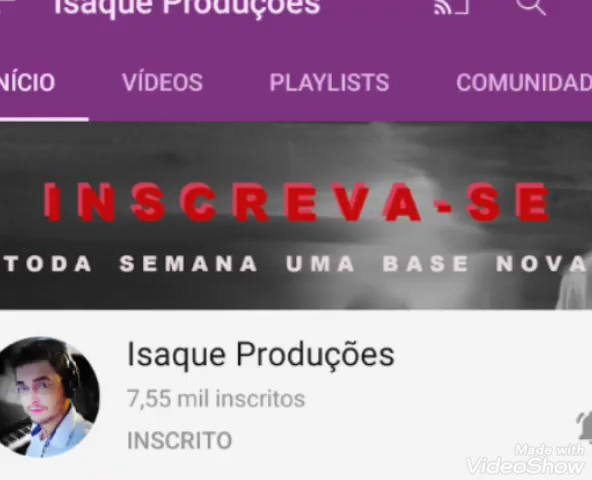 Isaque Produções
NÍCIO VÍDEOS PLAYLISTS COMUNIDAD
INSCREVA-SE
TODA SEMANA UMA BASE NOVA
Isaque Produções
7,55 mil inscritos
INSCRITO
Made with
VideoShow